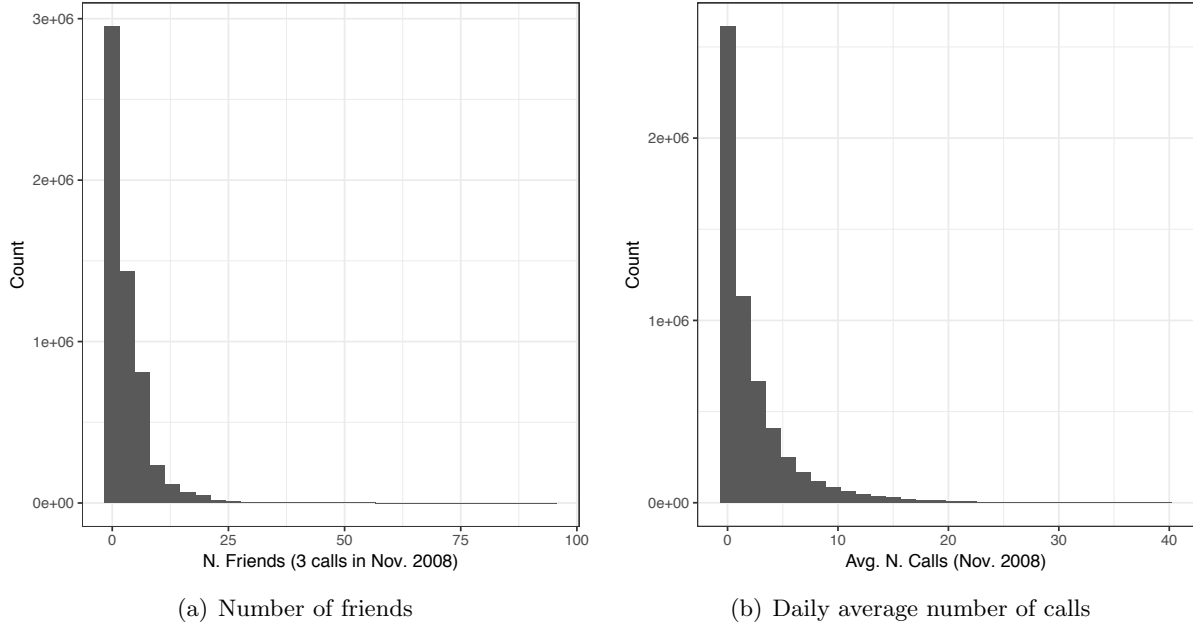 3e+06
2e+06
1e+06
0e+00
Count
0
25
50
75
100
N. Friends (3 calls in Nov. 2008)
(a) Number of friends
2e+06
1e+06
0e+00
Count
0
10
20
30
40
Avg. N. Calls (Nov. 2008)
(b) Daily average number of calls